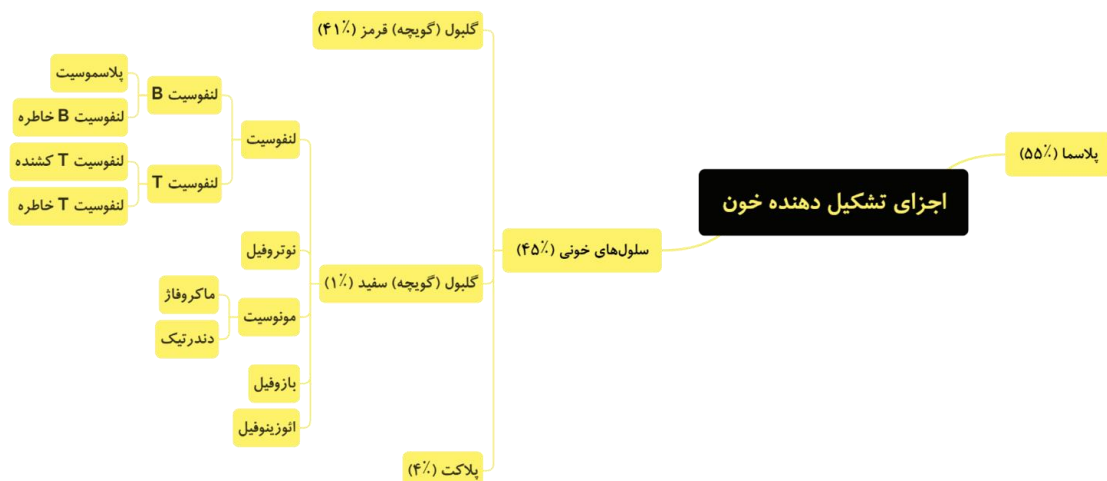 اجزای تشکیل دهنده خون
پلاسما (۵۵٪)
سلول‌های خونی (۴۵٪)
گلبول (گویچه) قرمز (۴۱٪)
گلبول (گویچه) سفید (۱٪)
لنفوسیت
لنفوسیت B
پلاسموسیت
لنفوسیت B خاطره
لنفوسیت T
لنفوسیت T کشنده
لنفوسیت T خاطره
نوتروفیل
مونوسیت
ماکروفاژ
دندرتیک
بازوفیل
ائوزینوفیل
پلاکت (۴٪)